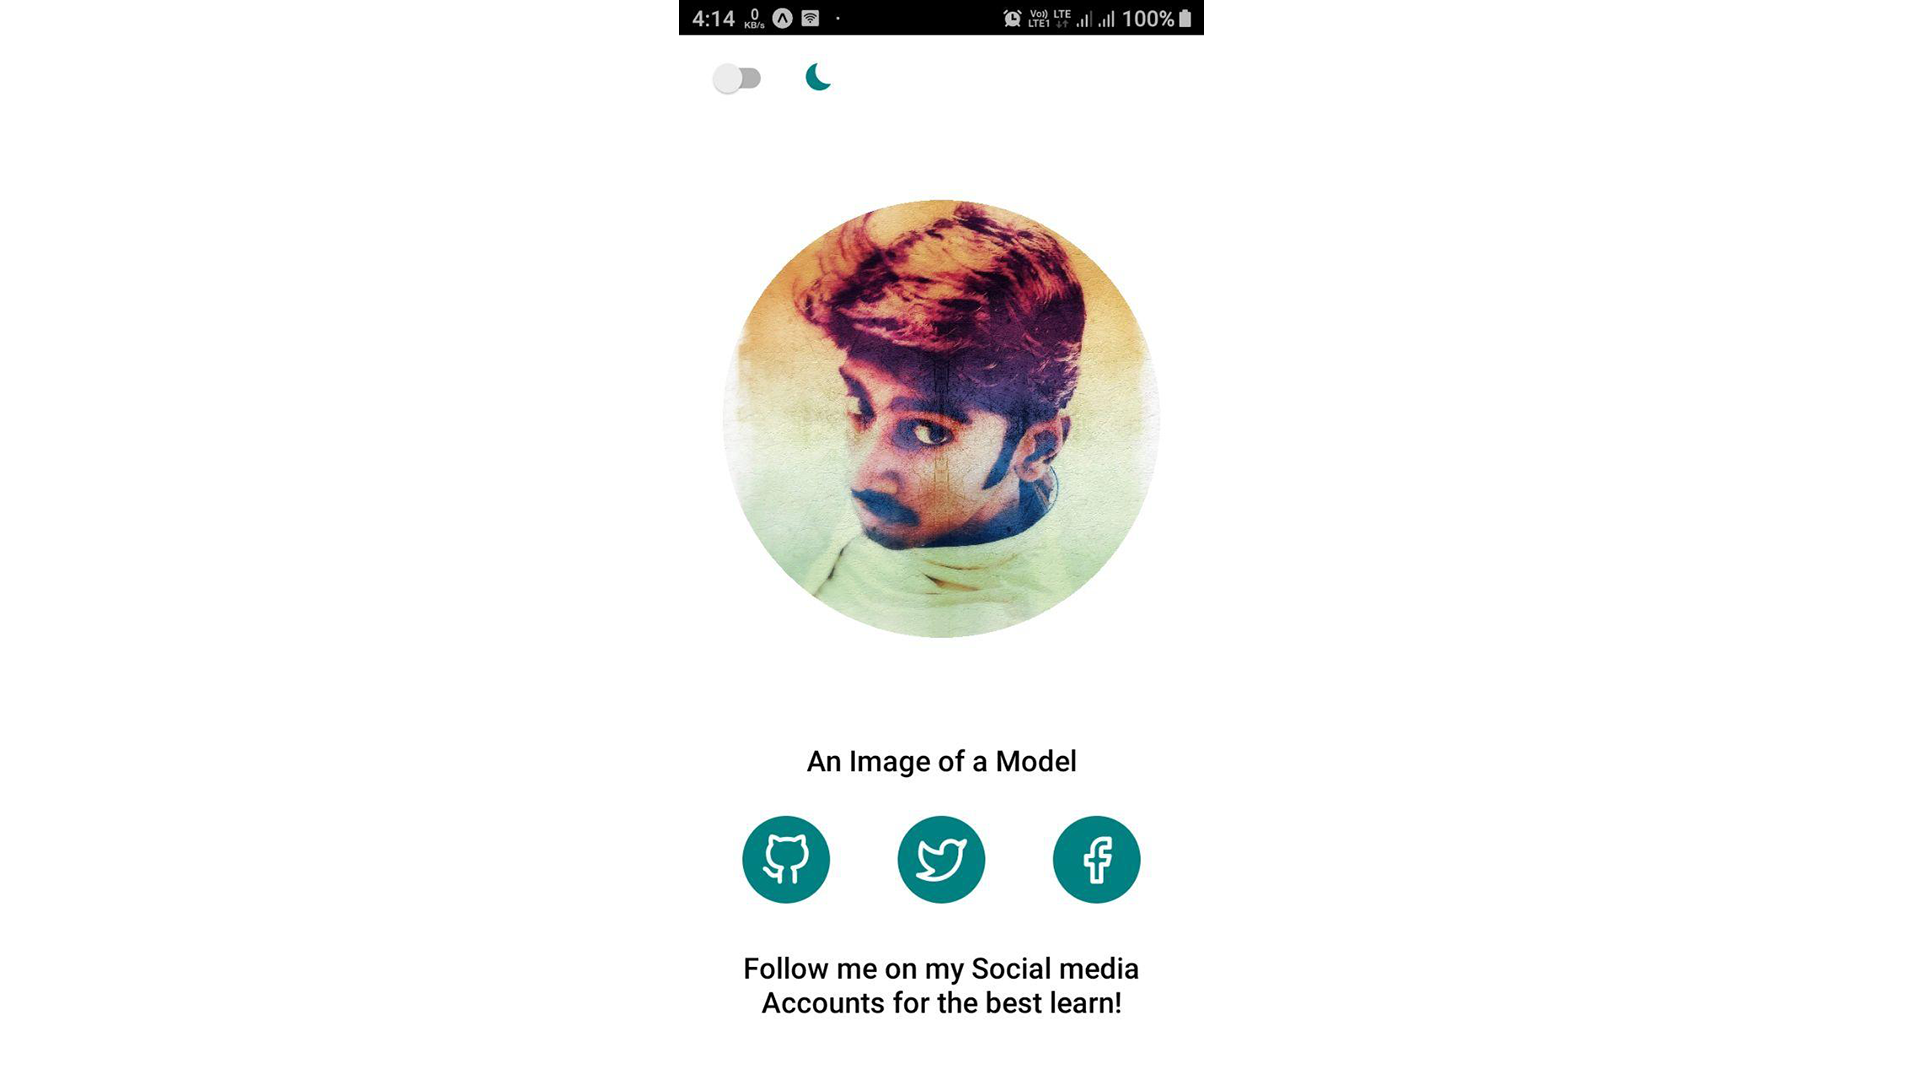 4:14 0 KB/s Vo)) LTE1 LTE 100%
An Image of a Model
Follow me on my Social media
Accounts for the best learn!